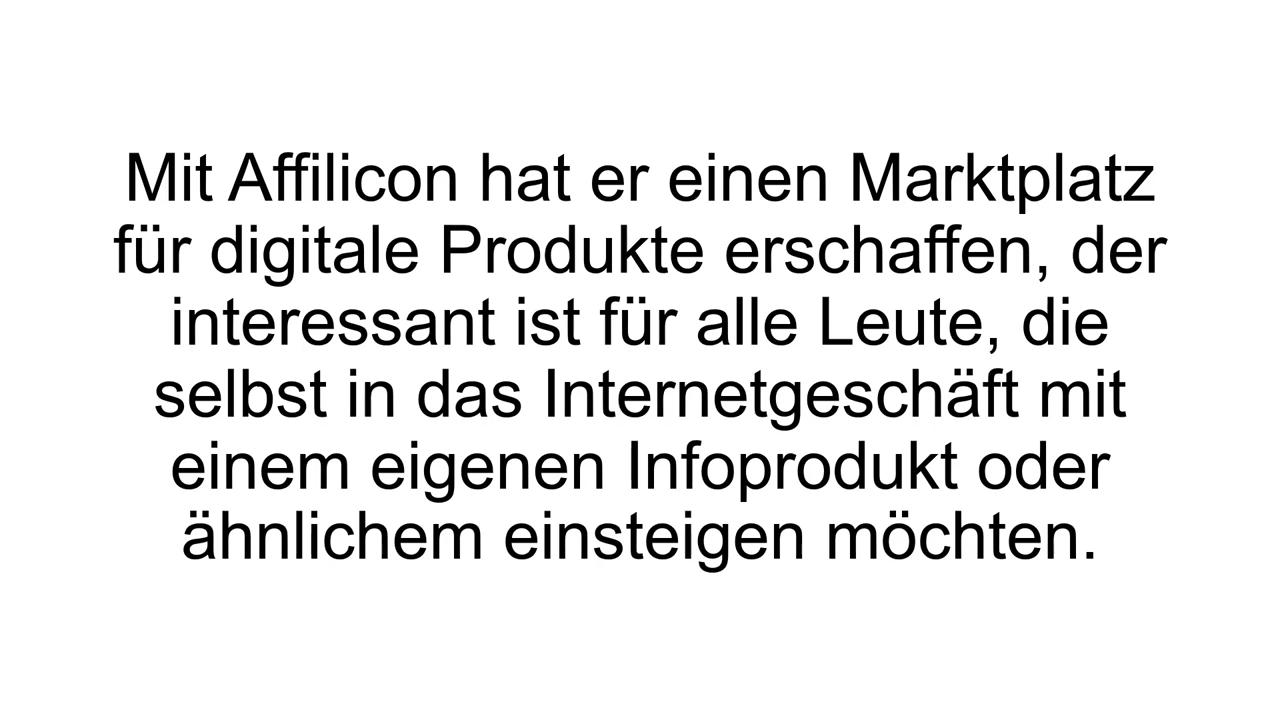 Mit Affilicon hat er einen Marktplatz
für digitale Produkte erschaffen, der
interessant ist für alle Leute, die
selbst in das Internetgeschäft mit
einem eigenen Infoprodukt oder
ähnlichem einsteigen möchten.